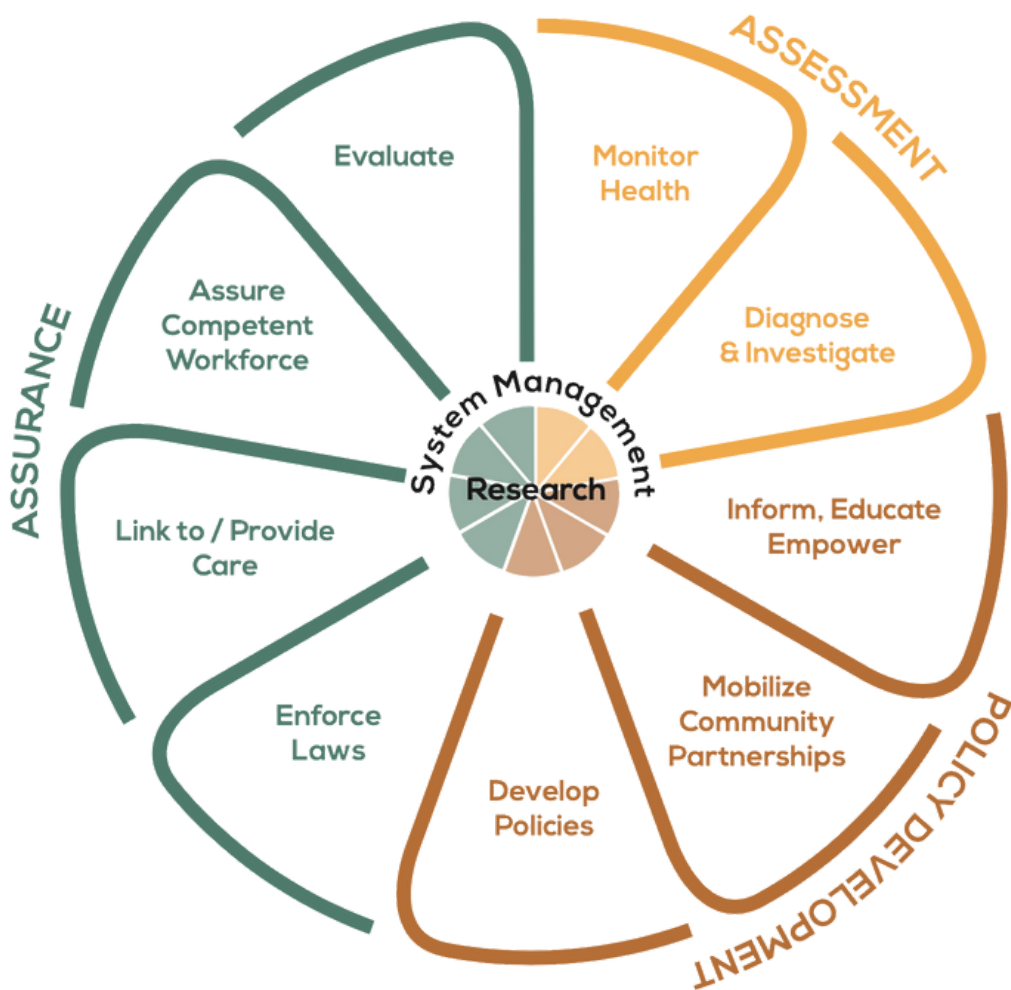 ASSESSMENT
Monitor
Health
Diagnose
& Investigate
Inform, Educate
Empower
Mobilize
Community
Partnerships
POLICY DEVELOPMENT
Develop
Policies
Enforce
Laws
Link to / Provide
Care
ASSURANCE
Assure
Competent
Workforce
Evaluate
System Management
Research